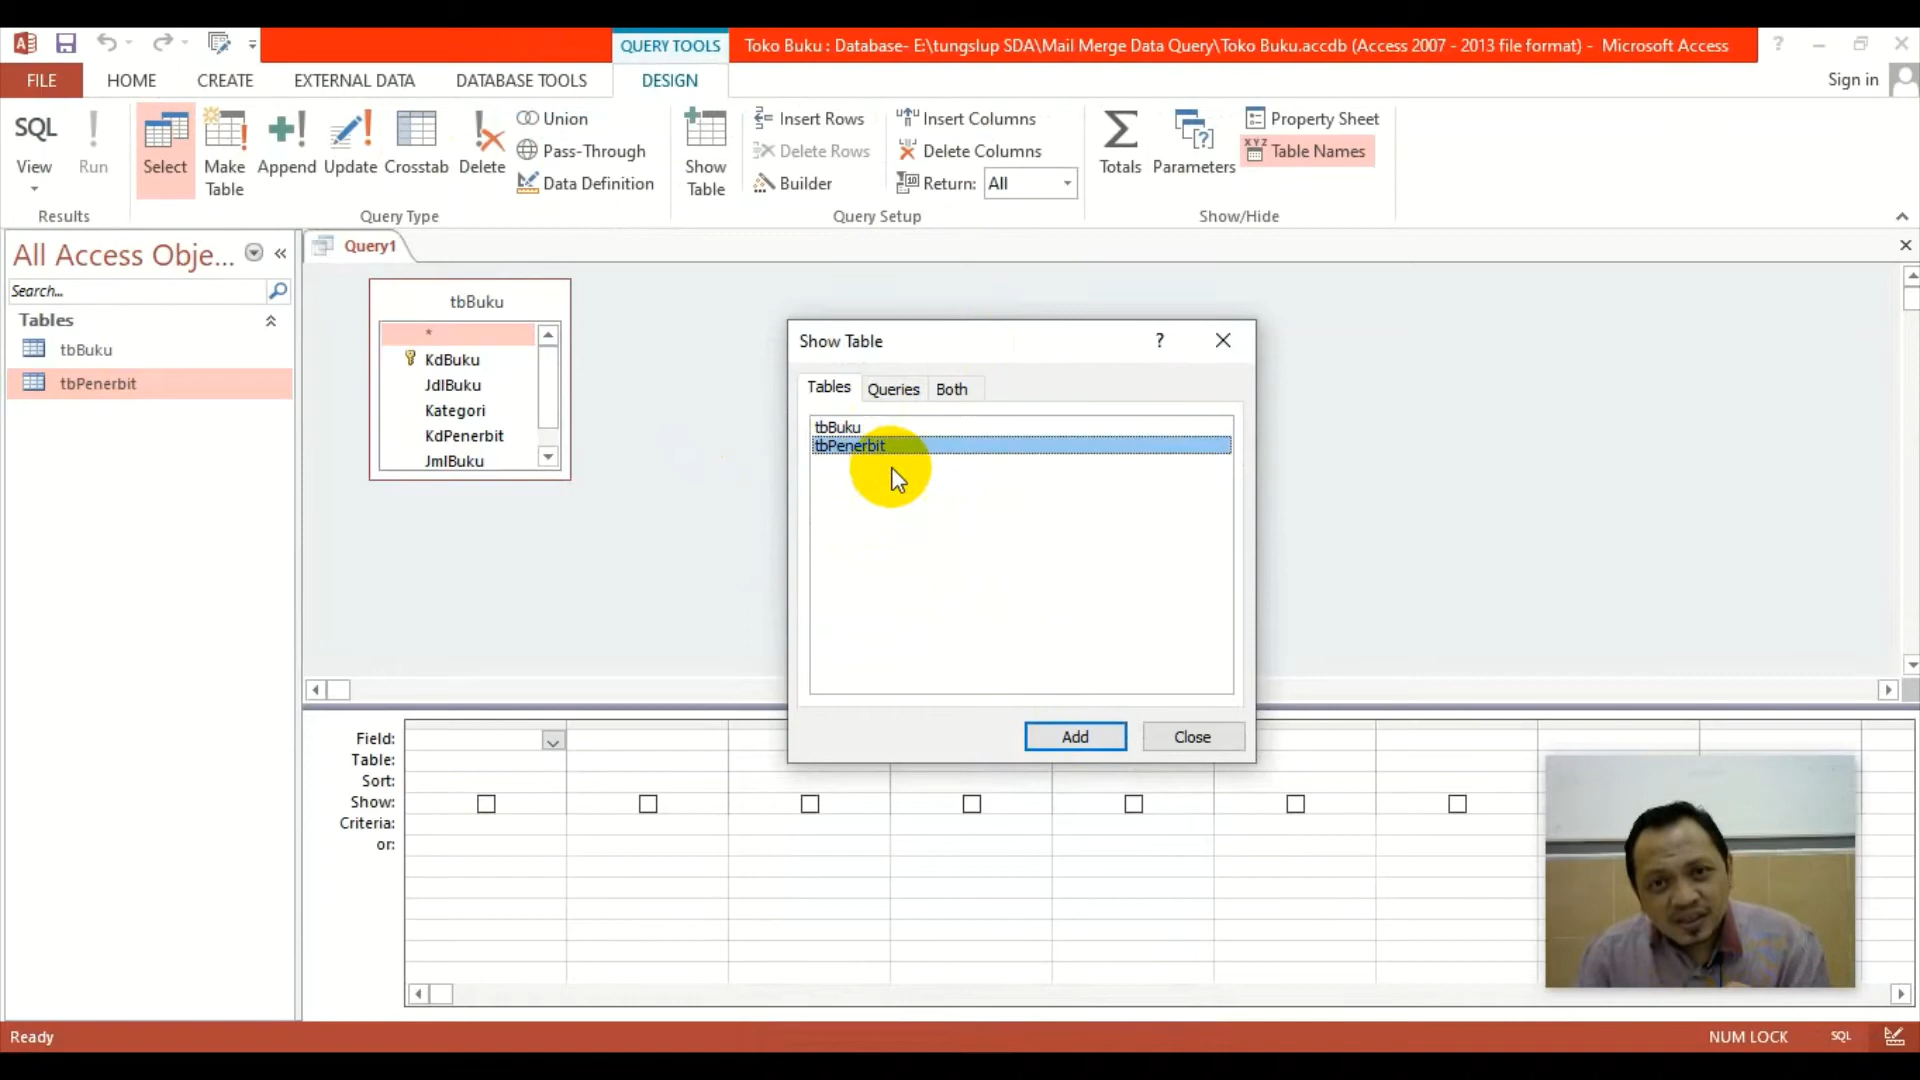 QUERY TOOLS
Toko Buku : Database- E:\tungslup SDA\Mail Merge Data Query\Toko Buku.accdb (Access 2007 - 2013 file format) - Microsoft Access
?
FILE
HOME
CREATE
EXTERNAL DATA
DATABASE TOOLS
DESIGN
Sign in
SQL
View
Run
Select
Make
Table
Append
Update
Crosstab
Delete
Union
Pass-Through
Data Definition
Show
Table
Insert Rows
Delete Rows
Builder
Insert Columns
Delete Columns
Return: All
Totals
Parameters
Property Sheet
XYZ Table Names
Results
Query Type
Query Setup
Show/Hide
All Access Obje...
Search...
Tables
tbBuku
tbPenerbit
Query1
tbBuku
*
KdBuku
JdlBuku
Kategori
KdPenerbit
JmlBuku
Show Table
?
Tables
Queries
Both
tbBuku
tbPenerbit
Add
Close
Field:
Table:
Sort:
Show:
Criteria:
or:
Ready
NUM LOCK
SQL